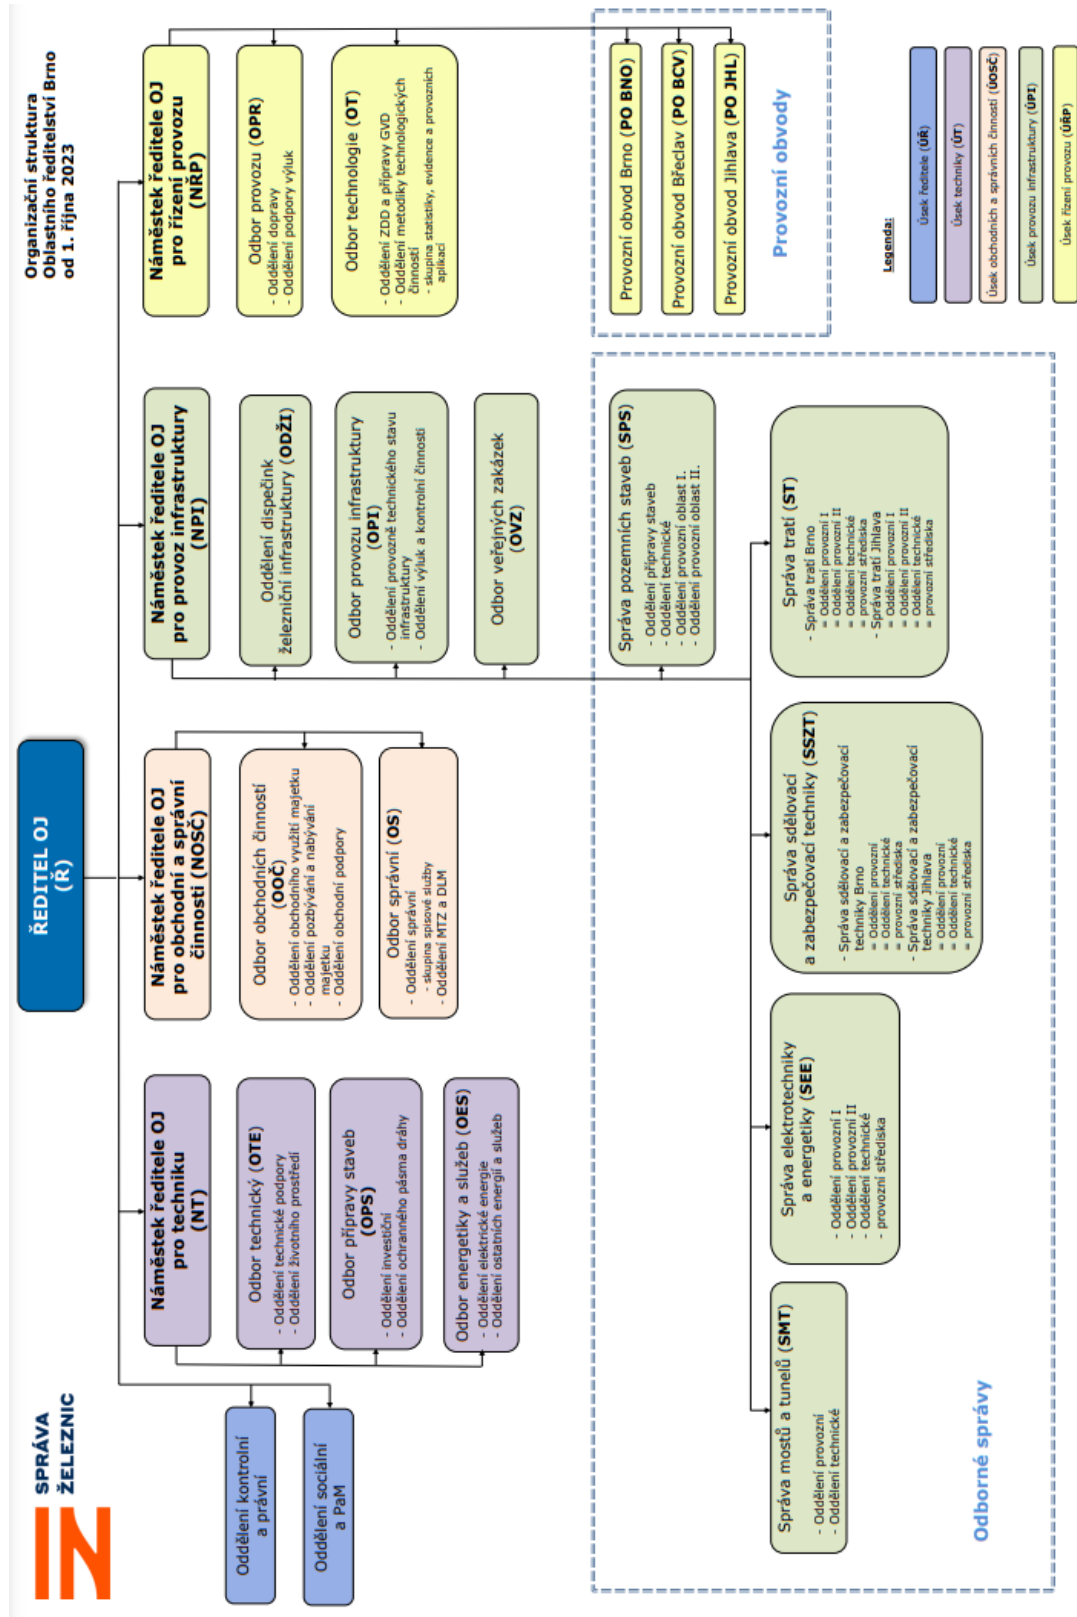 SPRÁVA
ŽELEZNIC
Organizační struktura
Oblastního ředitelství Brno
od 1. října 2023
ŘEDITEL OJ
(Ř)
Oddělení kontrolní
a právní
Oddělení sociální
a PaM
Náměstek ředitele OJ
pro techniku
(NT)
Odbor technický (OTE)
- Oddělení technické podpory
- Oddělení životního prostředí
Odbor přípravy staveb
(OPS)
- Oddělení investiční
- Oddělení ochranného pásma dráhy
Odbor energetiky a služeb (OES)
- Oddělení elektrické energie
- Oddělení ostatních energií a služeb
Náměstek ředitele OJ
pro obchodní a správní
činnosti (NOSČ)
Odbor obchodních činností
(OOČ)
- Oddělení obchodního využití majetku
- Oddělení pozbývání a nabývání
majetku
- Oddělení obchodní podpory
Odbor správní (OS)
- Oddělení správní
- skupina spisové služby
- Oddělení MTZ a DLM
Náměstek ředitele OJ
pro provoz infrastruktury
(NPI)
Oddělení dispečink
železniční infrastruktury (ODŽI)
Odbor provozu infrastruktury
(OPI)
- Oddělení provozně technického stavu
infrastruktury
- Oddělení výluk a kontrolní činnosti
Odbor veřejných zakázek
(OVZ)
Náměstek ředitele OJ
pro řízení provozu
(NŘP)
Odbor provozu (OPR)
- Oddělení dopravy
- Oddělení podpory výluk
Odbor technologie (OT)
- Oddělení ZDD a přípravy GVD
- Oddělení metodiky technologických
činností
- skupina statistiky, evidence a provozních
aplikací
Provozní obvod Brno (PO BNO)
Provozní obvod Břeclav (PO BCV)
Provozní obvod Jihlava (PO JHL)
Provozní obvody
Správa pozemních staveb (SPS)
- Oddělení přípravy staveb
- Oddělení technické
- Oddělení provozní oblast I.
- Oddělení provozní oblast II.
Správa mostů a tunelů (SMT)
- Oddělení provozní
- Oddělení technické
Správa elektrotechniky
a energetiky (SEE)
- Oddělení provozní I
- Oddělení provozní II
- Oddělení technické
- provozní střediska
Správa sdělovací
a zabezpečovací techniky (SSZT)
- Správa sdělovací a zabezpečovací
techniky Brno
= Oddělení provozní
= Oddělení technické
= provozní střediska
- Správa sdělovací a zabezpečovací
techniky Jihlava
= Oddělení provozní
= Oddělení technické
= provozní střediska
Správa tratí (ST)
- Správa tratí Brno
= Oddělení provozní I
= Oddělení provozní II
= Oddělení technické
= provozní střediska
- Správa tratí Jihlava
= Oddělení provozní I
= Oddělení provozní II
= Oddělení technické
= provozní střediska
Odborné správy
Legenda:
Úsek ředitele (ÚŘ)
Úsek techniky (ÚT)
Úsek obchodních a správních činností (ÚOSČ)
Úsek provozu infrastruktury (ÚPI)
Úsek řízení provozu (ÚŘP)